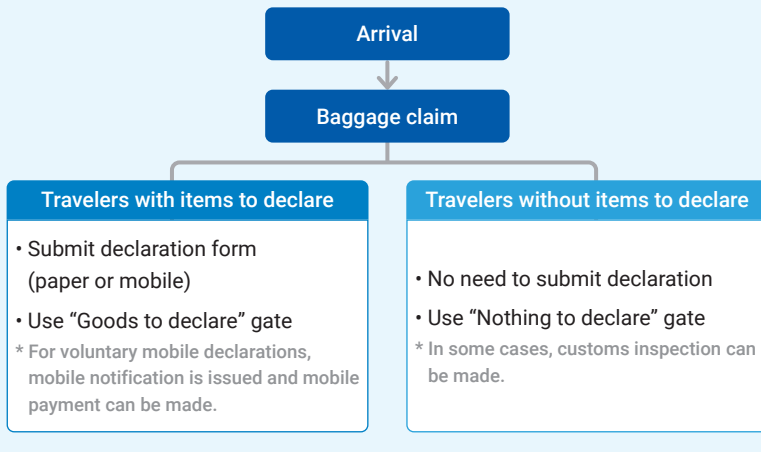 Arrival
Baggage claim
Travelers with items to declare
• Submit declaration form
(paper or mobile)
• Use “Goods to declare” gate
* For voluntary mobile declarations,
mobile notification is issued and mobile
payment can be made.
Travelers without items to declare
• No need to submit declaration
• Use “Nothing to declare” gate
* In some cases, customs inspection can
be made.